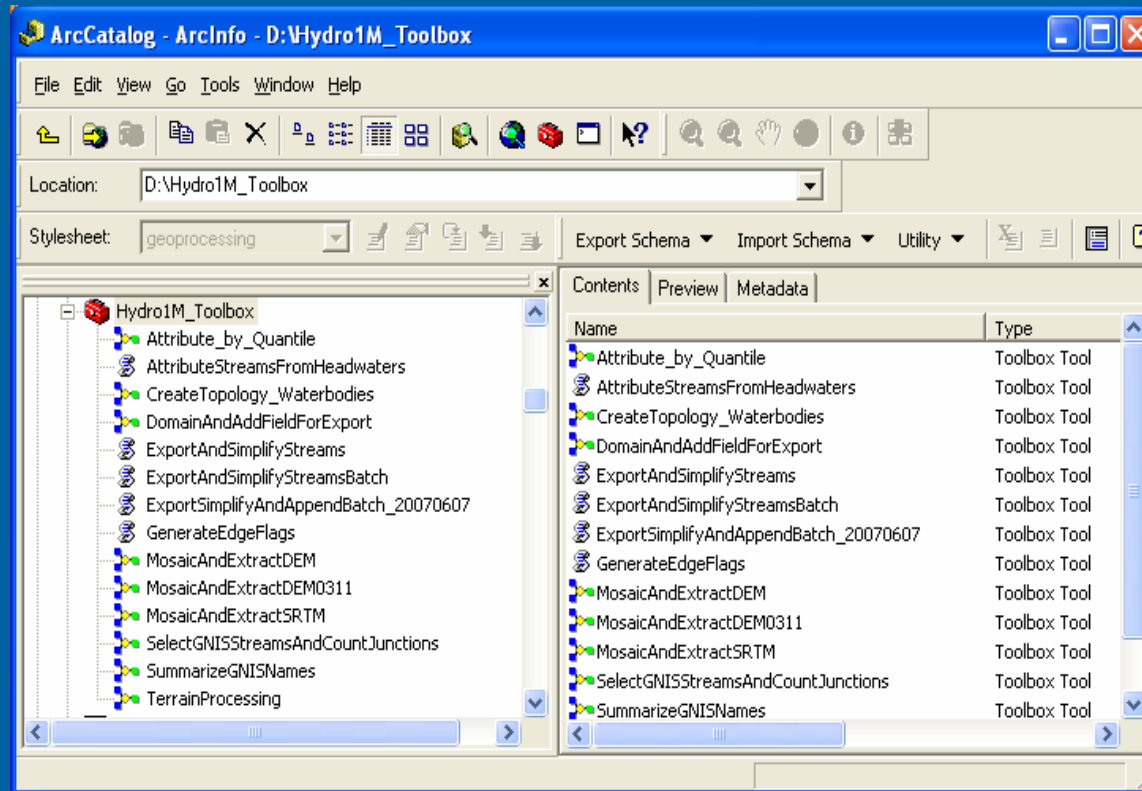 ArcCatalog - ArcInfo - D:\Hydro1M_Toolbox
File Edit View Go Tools Window Help
Location: D:\Hydro1M_Toolbox
Stylesheet: geoprocessing Export Schema Import Schema Utility
Hydro1M_Toolbox
Attribute_by_Quantile
AttributeStreamsFromHeadwaters
CreateTopology_Waterbodies
DomainAndAddFieldForExport
ExportAndSimplifyStreams
ExportAndSimplifyStreamsBatch
ExportSimplifyAndAppendBatch_20070607
GenerateEdgeFlags
MosaicAndExtractDEM
MosaicAndExtractDEM0311
MosaicAndExtractSRTM
SelectGNISStreamsAndCountJunctions
SummarizeGNISNames
TerrainProcessing
Contents Preview Metadata
Name Type
Attribute_by_Quantile Toolbox Tool
AttributeStreamsFromHeadwaters Toolbox Tool
CreateTopology_Waterbodies Toolbox Tool
DomainAndAddFieldForExport Toolbox Tool
ExportAndSimplifyStreams Toolbox Tool
ExportAndSimplifyStreamsBatch Toolbox Tool
ExportSimplifyAndAppendBatch_20070607 Toolbox Tool
GenerateEdgeFlags Toolbox Tool
MosaicAndExtractDEM Toolbox Tool
MosaicAndExtractDEM0311 Toolbox Tool
MosaicAndExtractSRTM Toolbox Tool
SelectGNISStreamsAndCountJunctions Toolbox Tool
SummarizeGNISNames Toolbox Tool